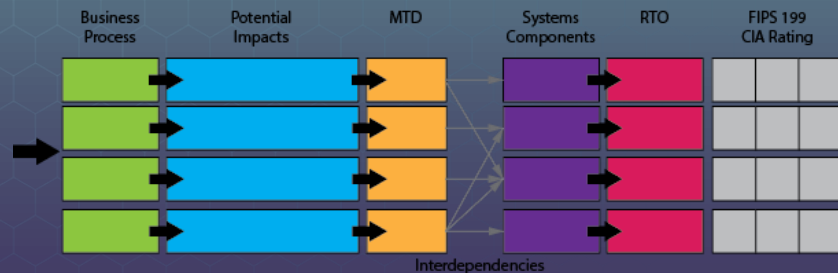 Business
Process
Potential
Impacts
MTD
Systems
Components
RTO
FIPS 199
CIA Rating
Interdependencies